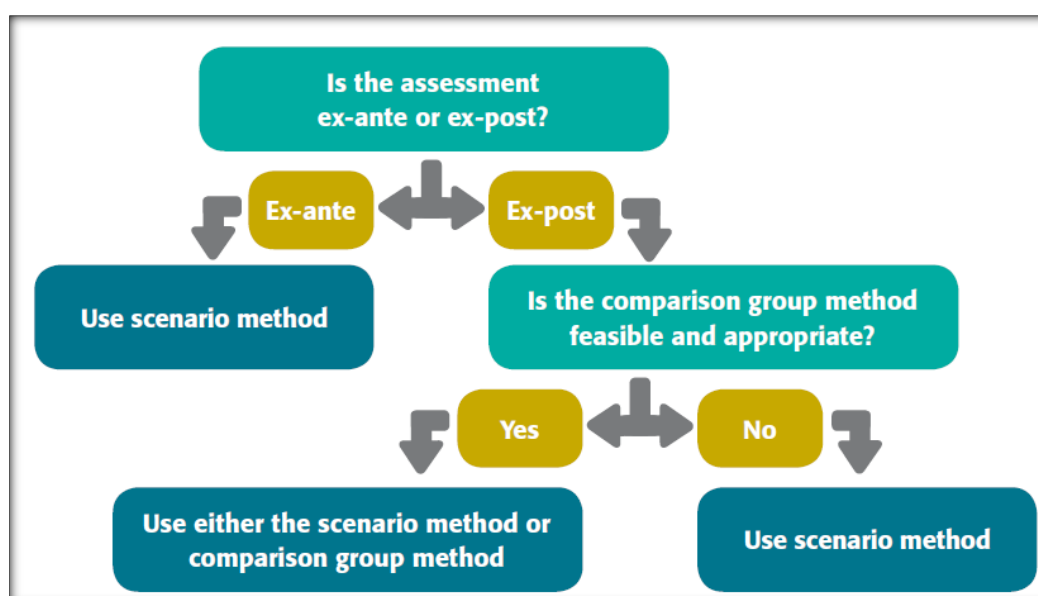 Is the assessment
ex-ante or ex-post?
Ex-ante
Ex-post
Use scenario method
Is the comparison group method
feasible and appropriate?
Yes
No
Use either the scenario method or
comparison group method
Use scenario method